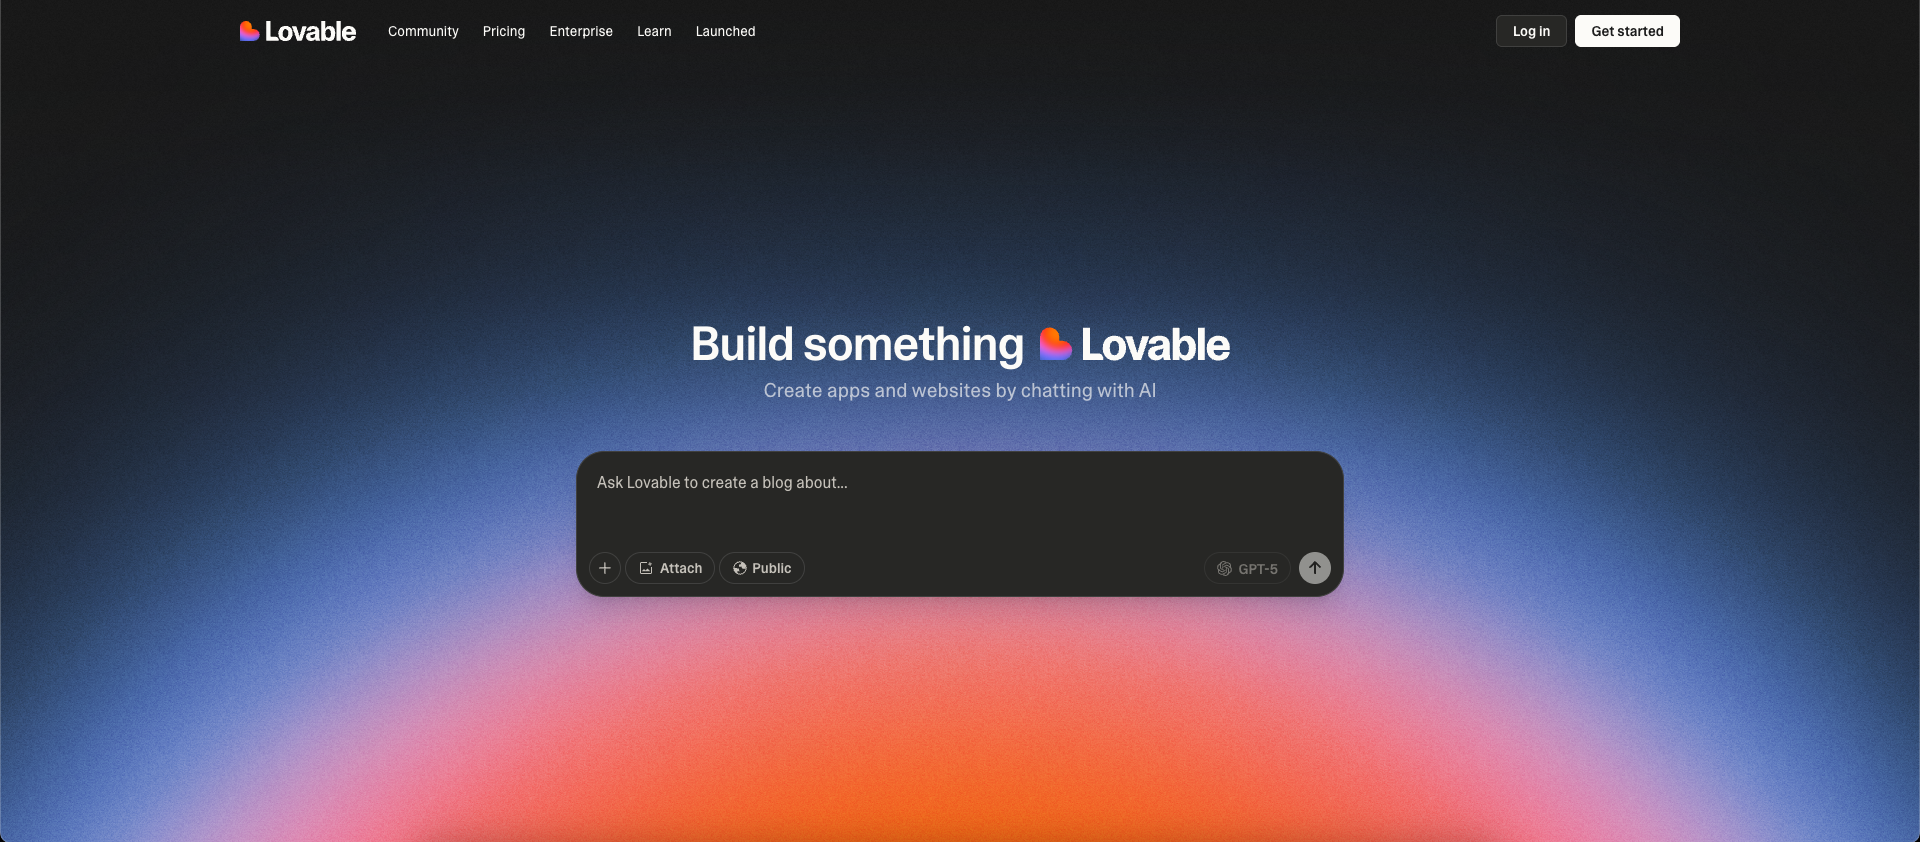 Lovable Community Pricing Enterprise Learn Launched Log in Get started
Build something Lovable
Create apps and websites by chatting with AI
Ask Lovable to create a blog about...
Attach Public GPT-5